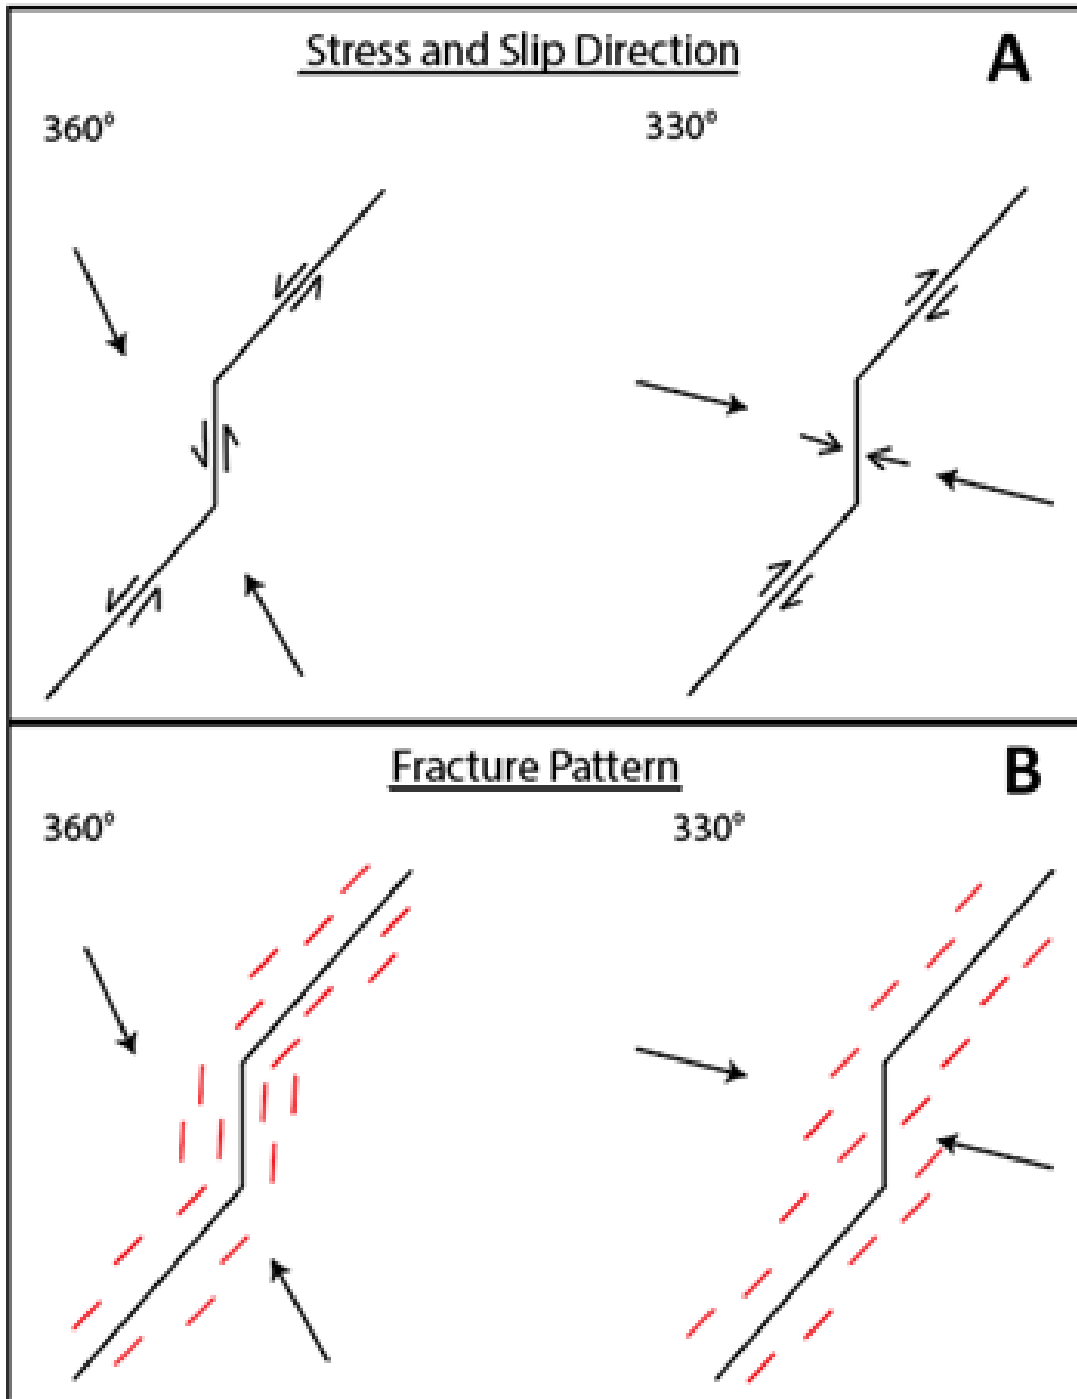 Stress and Slip Direction
A
360°
330°
Fracture Pattern
B
360°
330°